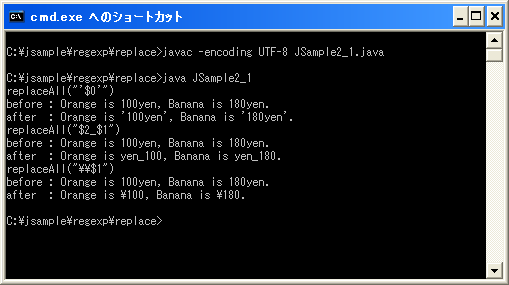 cmd.exe へのショートカット
C:¥jsample¥regexp¥replace>javac -encoding UTF-8 JSample2_1.java
C:¥jsample¥regexp¥replace>java JSample2_1
replaceAll("'$0'")
before : Orange is 100yen, Banana is 180yen.
after  : Orange is '100yen', Banana is '180yen'.
replaceAll("$2_$1")
before : Orange is 100yen, Banana is 180yen.
after  : Orange is yen_100, Banana is yen_180.
replaceAll("¥¥$1")
before : Orange is 100yen, Banana is 180yen.
after  : Orange is ¥100, Banana is ¥180.
C:¥jsample¥regexp¥replace>